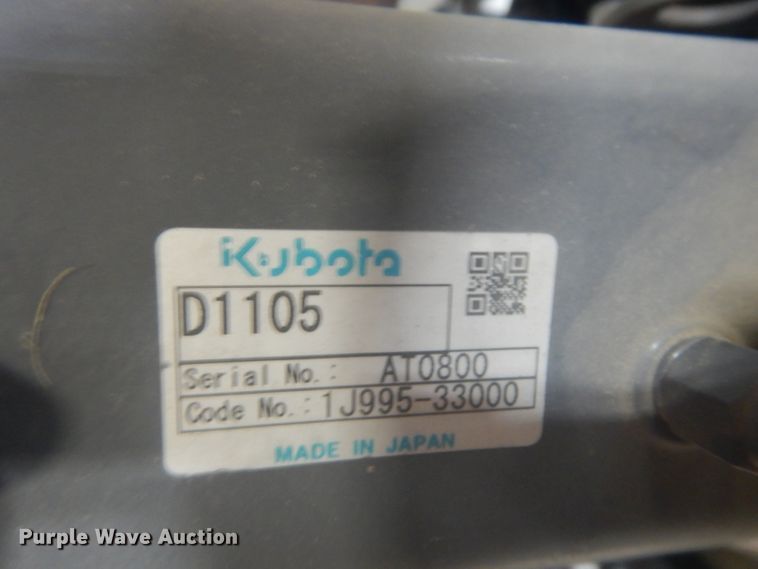 Kubota
D1105
Serial No.: AT0800
Code No.: 1J995-33000
MADE IN JAPAN
Purple Wave Auction